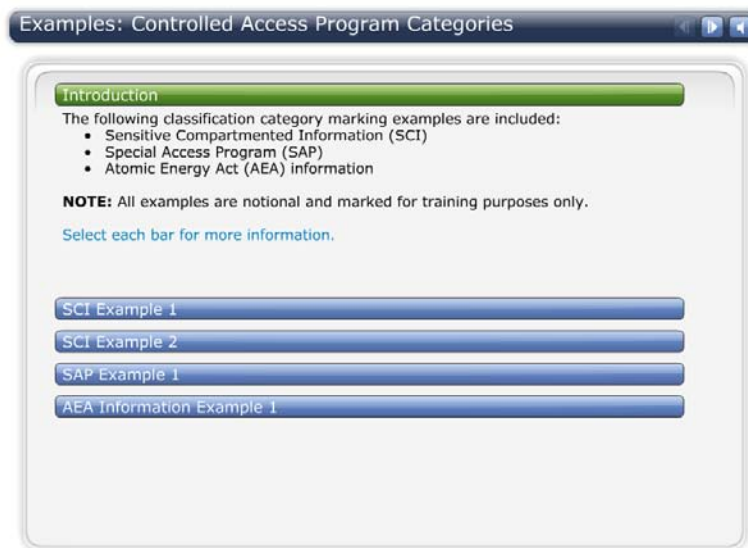 Examples: Controlled Access Program Categories
Introduction
The following classification category marking examples are included:
• Sensitive Compartmented Information (SCI)
• Special Access Program (SAP)
• Atomic Energy Act (AEA) information
NOTE: All examples are notional and marked for training purposes only.
Select each bar for more information.
SCI Example 1
SCI Example 2
SAP Example 1
AEA Information Example 1